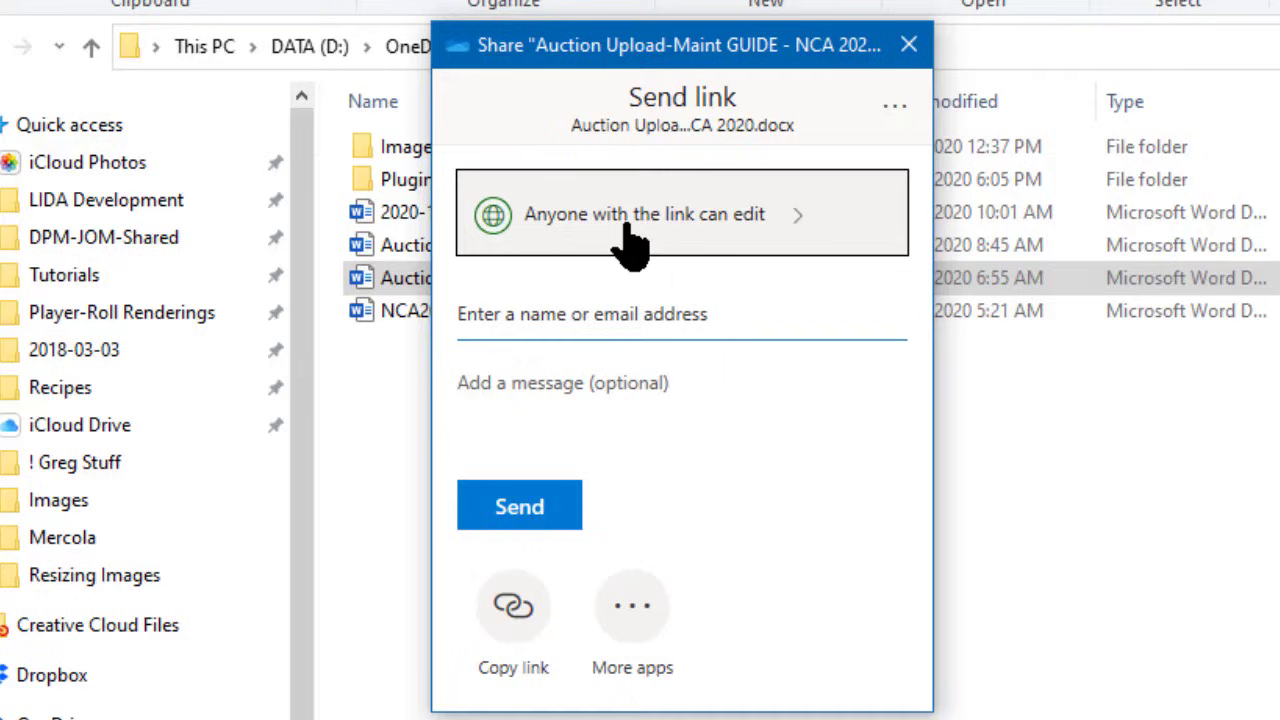 Clipboard Organize New Open Select
This PC > DATA (D:) > OneD
Share "Auction Upload-Maint GUIDE - NCA 202...
Send link
Auction Uploa...CA 2020.docx
Anyone with the link can edit
Enter a name or email address
Add a message (optional)
Send
Copy link
More apps
Quick access
iCloud Photos
LIDA Development
DPM-JOM-Shared
Tutorials
Player-Roll Renderings
2018-03-03
Recipes
iCloud Drive
! Greg Stuff
Images
Mercola
Resizing Images
Creative Cloud Files
Dropbox
Name modified Type
Image 020 12:37 PM File folder
Plugin 2020 6:05 PM File folder
2020-1 020 10:01 AM Microsoft Word D...
Auctio 2020 8:45 AM Microsoft Word D...
Auctio 2020 6:55 AM Microsoft Word D...
NCA2 2020 5:21 AM Microsoft Word D...